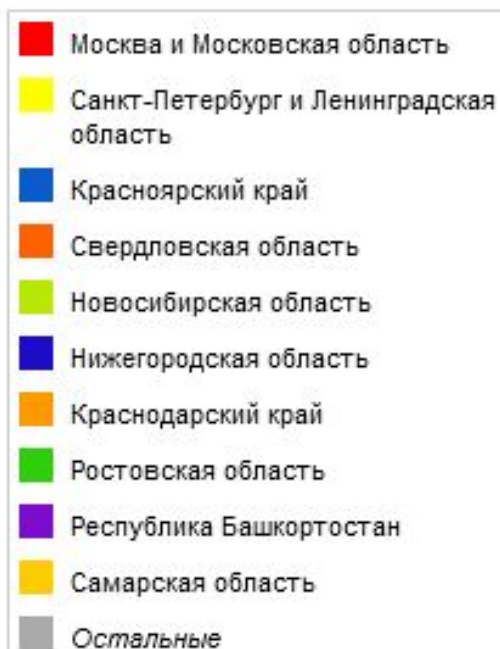 Москва и Московская область
Санкт-Петербург и Ленинградская
область
Красноярский край
Свердловская область
Новосибирская область
Нижегородская область
Краснодарский край
Ростовская область
Республика Башкортостан
Самарская область
Остальные